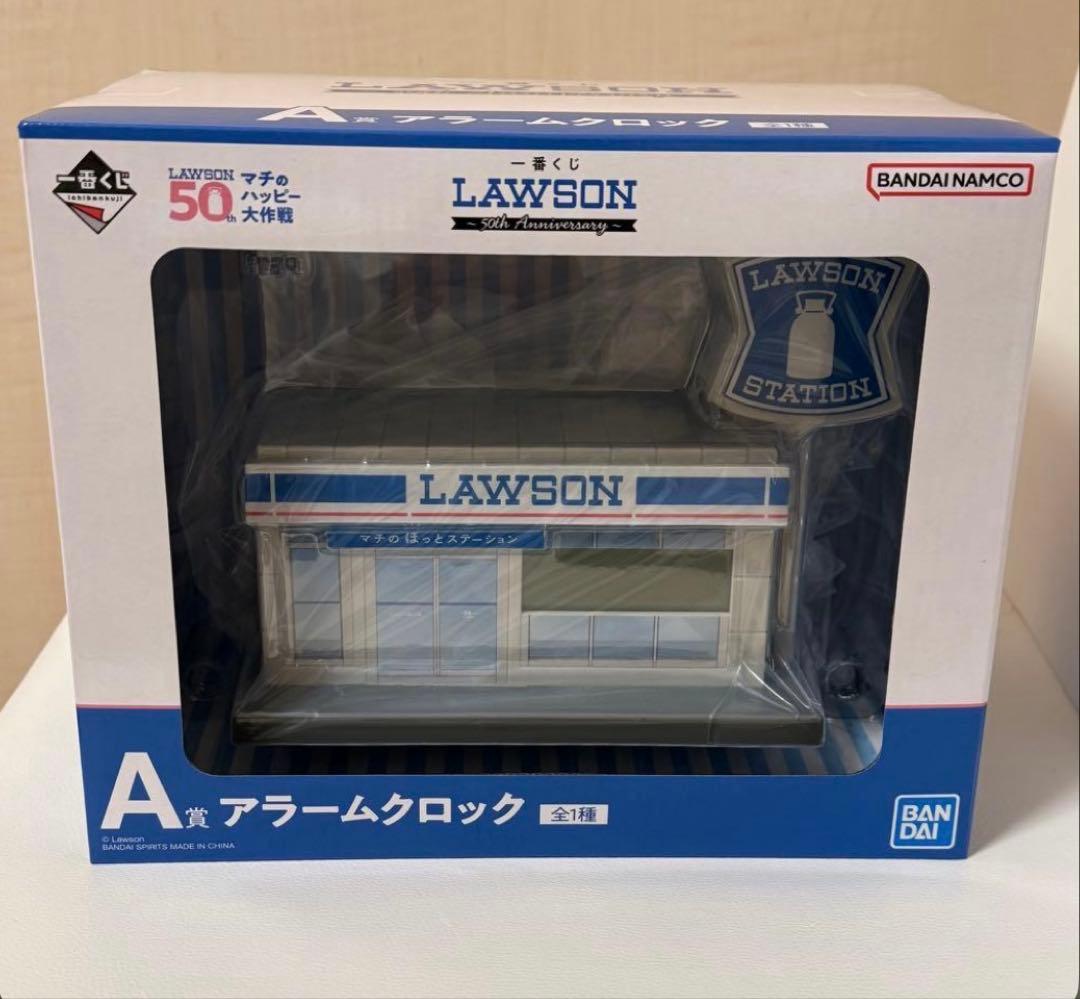 LAWSON
A賞 アラームクロック 全1種
一番くじ
ichibankuji
LAWSON
50th
マチの
ハッピー
大作戦
一番くじ
LAWSON
~50th Anniversary~
BANDAI NAMCO
LAWSON
STATION
LAWSON
マチのほっとステーション
A賞 アラームクロック 全1種
© Lawson
BANDAI SPIRITS MADE IN CHINA
BAN
DAI